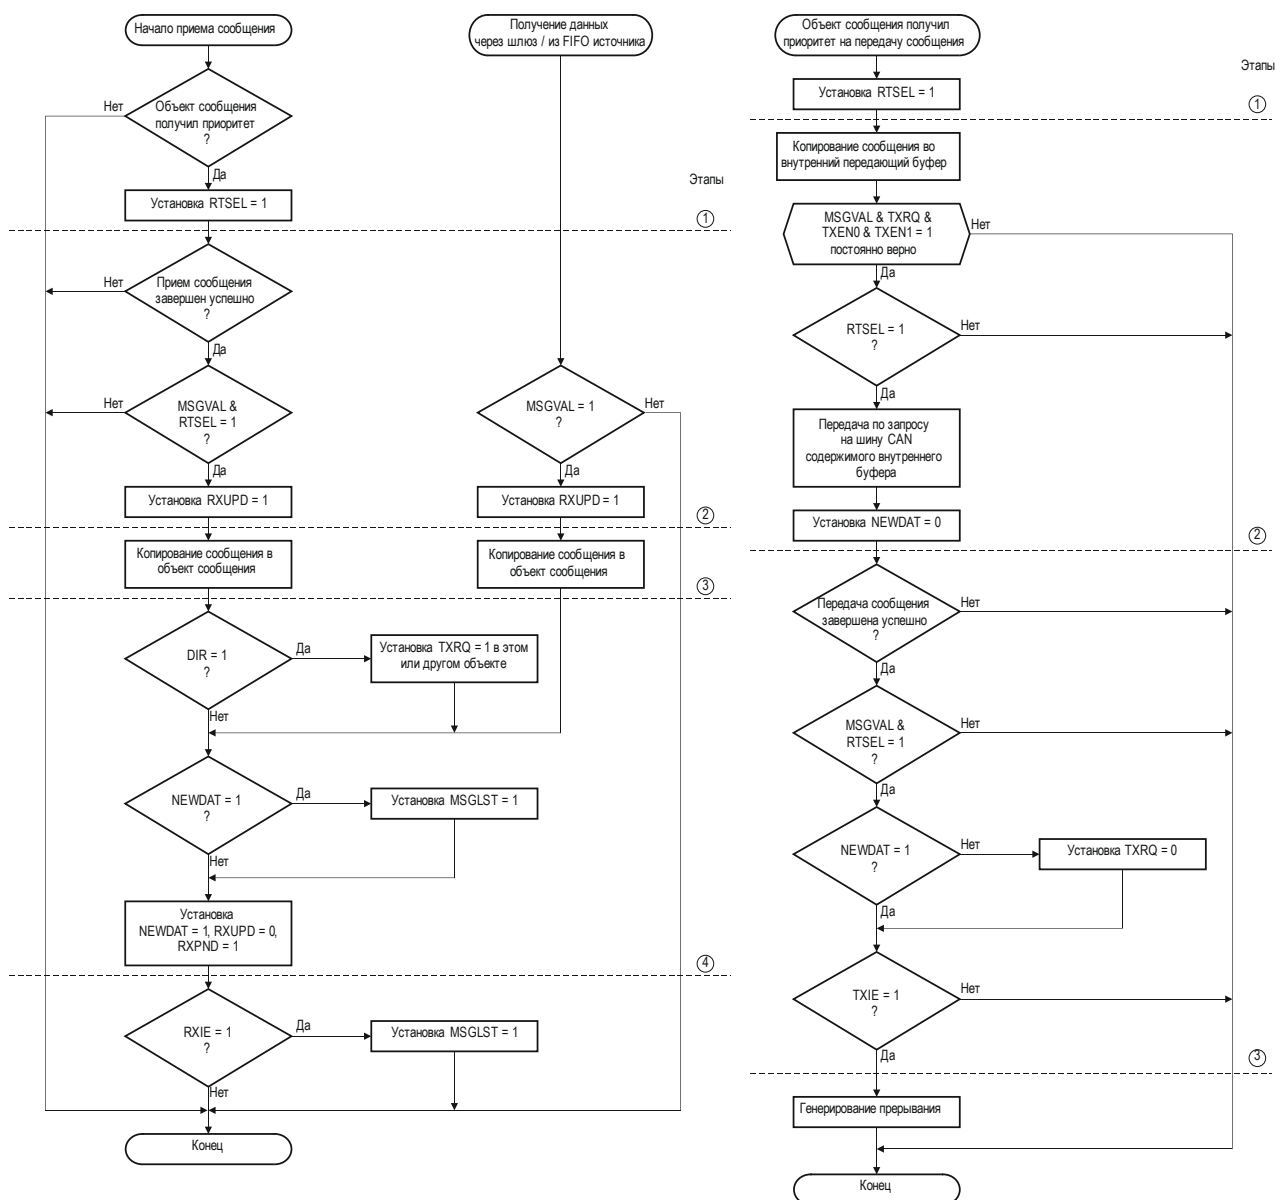 Начало приема сообщения
Получение данных
через шлюз / из FIFO источника
Нет
Объект сообщения
получил приоритет
?
Да
Установка RTSEL = 1
Этапы
1
Нет
Прием сообщения
завершен успешно
?
Да
Нет
MSGVAL &
RTSEL = 1
?
Да
MSGVAL = 1
?
Нет
Да
Установка RXUPD = 1
Установка RXUPD = 1
2
Копирование сообщения в
объект сообщения
Копирование сообщения в
объект сообщения
3
DIR = 1
?
Да
Установка TXRQ = 1 в этом
или другом объекте
Нет
NEWDAT = 1
?
Да
Установка MSGLST = 1
Нет
Установка
NEWDAT = 1, RXUPD = 0,
RXPND = 1
4
RXIE = 1
?
Да
Установка MSGLST = 1
Нет
Конец
Объект сообщения получил
приоритет на передачу сообщения
Этапы
Установка RTSEL = 1
1
Копирование сообщения во
внутренний передающий буфер
MSGVAL & TXRQ &
TXEN0 & TXEN1 = 1
постоянно верно
Нет
Да
RTSEL = 1
?
Нет
Да
Передача по запросу
на шину CAN
содержимого внутреннего
буфера
Установка NEWDAT = 0
2
Передача сообщения
завершена успешно
?
Нет
Да
MSGVAL &
RTSEL = 1
?
Нет
Да
NEWDAT = 1
?
Нет
Установка TXRQ = 0
Да
TXIE = 1
?
Нет
Да
3
Генерирование прерывания
Конец